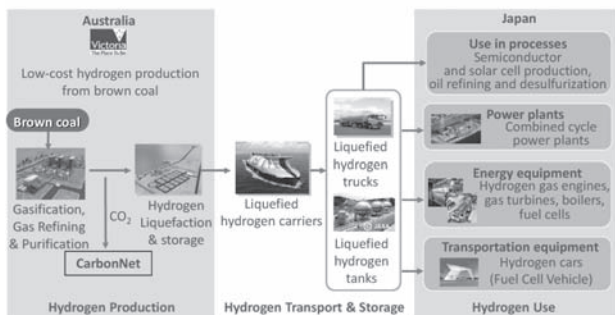 Australia
Victoria
The Place To Be
Low-cost hydrogen production
from brown coal
Brown coal
Gasification,
Gas Refining
& Purification
CO2
CarbonNet
Hydrogen
Liquefaction
& storage
Hydrogen Production
Liquefied
hydrogen carriers
Liquefied
hydrogen
trucks
Liquefied
hydrogen
tanks
Hydrogen Transport & Storage
Japan
Use in processes
Semiconductor
and solar cell production,
oil refining and desulfurization
Power plants
Combined cycle
power plants
Energy equipment
Hydrogen gas engines,
gas turbines, boilers,
fuel cells
Transportation equipment
Hydrogen cars
(Fuel Cell Vehicle)
Hydrogen Use